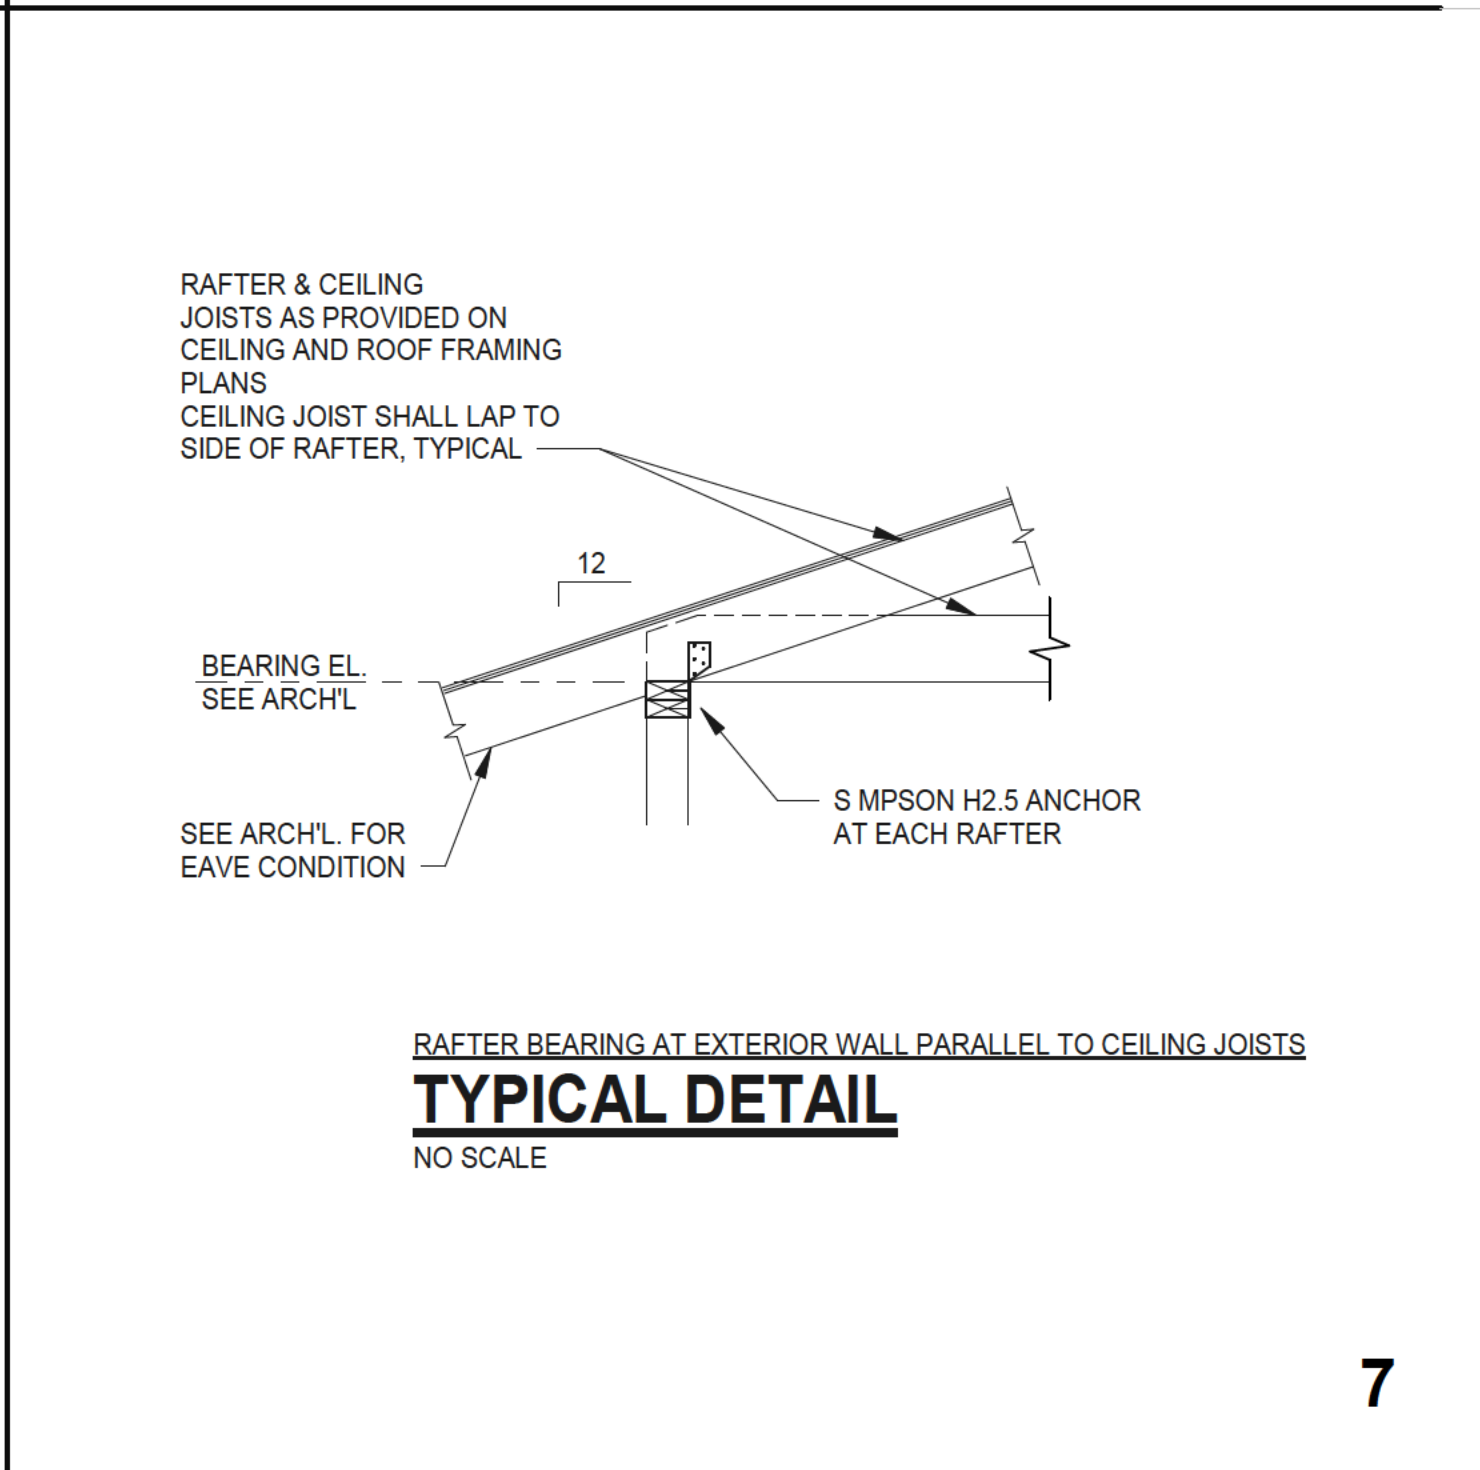 RAFTER & CEILING
JOISTS AS PROVIDED ON
CEILING AND ROOF FRAMING
PLANS
CEILING JOIST SHALL LAP TO
SIDE OF RAFTER, TYPICAL
12
BEARING EL.
SEE ARCH'L
S MPSON H2.5 ANCHOR
AT EACH RAFTER
SEE ARCH'L. FOR
EAVE CONDITION
RAFTER BEARING AT EXTERIOR WALL PARALLEL TO CEILING JOISTS
TYPICAL DETAIL
NO SCALE
7